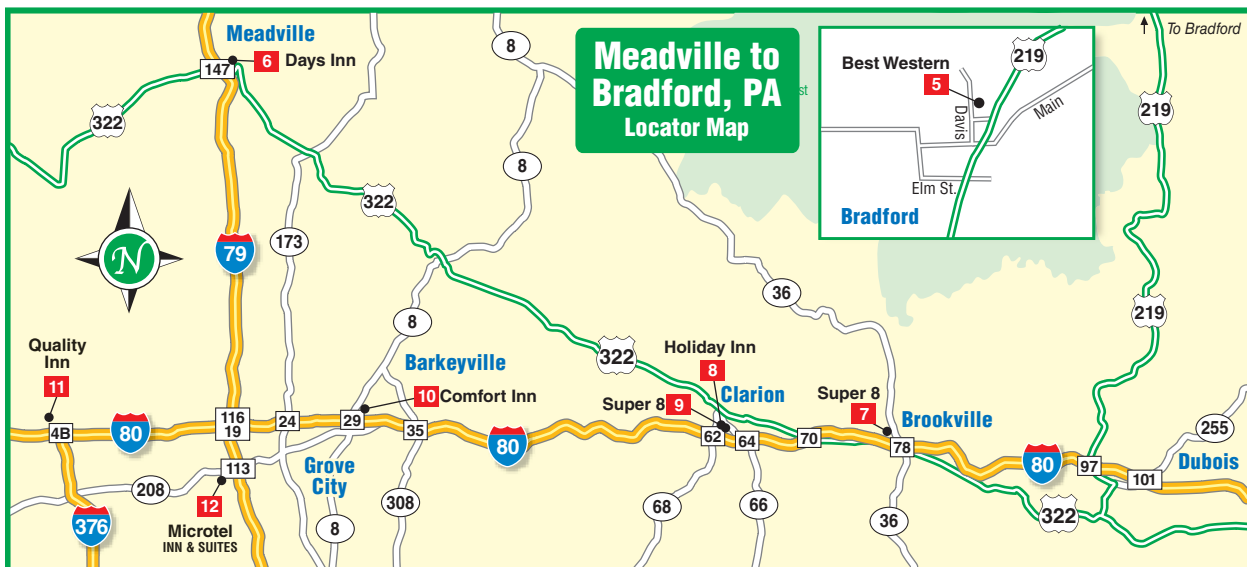 Meadville to
Bradford, PA
Locator Map
st
Meadville
6 Days Inn
147
322
8
8
322
173
79
N
Quality
Inn
11
4B
80
116
19
24
29
35
8
Barkeyville
10 Comfort Inn
80
113
208
12
Microtel
INN & SUITES
376
Grove
City
8
308
322
Holiday Inn
8
Clarion
Super 8 9
62
64
70
68
66
36
Super 8
7
Brookville
78
36
80
97
101
255
Dubois
322
219
219
To Bradford
Best Western
5
219
Davis
Main
Elm St.
Bradford